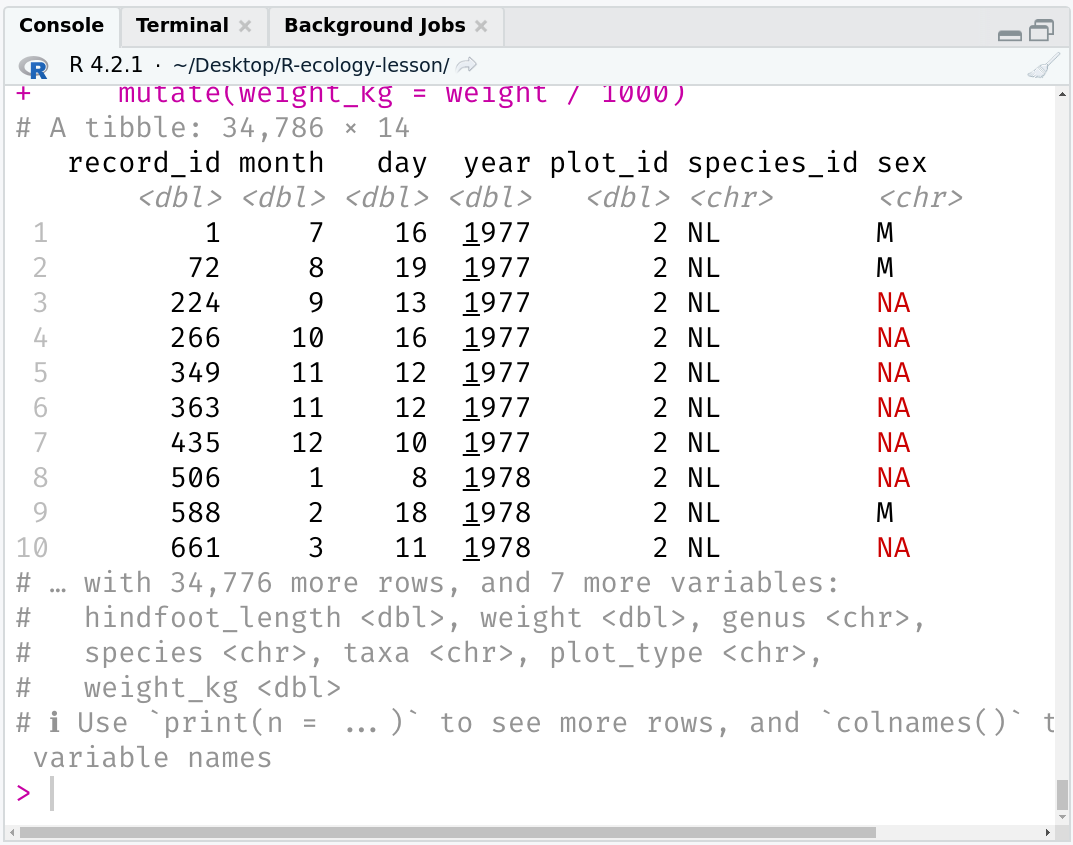 Console Terminal × Background Jobs ×
R R 4.2.1 · ~/Desktop/R-ecology-lesson/
+     mutate(weight_kg = weight / 1000)
# A tibble: 34,786 × 14
   record_id month   day  year plot_id species_id sex
       <dbl> <dbl> <dbl> <dbl>   <dbl> <chr>      <chr>
 1         1     7    16  1977       2 NL         M
 2        72     8    19  1977       2 NL         M
 3       224     9    13  1977       2 NL         NA
 4       266    10    16  1977       2 NL         NA
 5       349    11    12  1977       2 NL         NA
 6       363    11    12  1977       2 NL         NA
 7       435    12    10  1977       2 NL         NA
 8       506     1     8  1978       2 NL         NA
 9       588     2    18  1978       2 NL         M
10       661     3    11  1978       2 NL         NA
# … with 34,776 more rows, and 7 more variables:
#   hindfoot_length <dbl>, weight <dbl>, genus <chr>,
#   species <chr>, taxa <chr>, plot_type <chr>,
#   weight_kg <dbl>
# ℹ Use `print(n = ...)` to see more rows, and `colnames()` t
 variable names
>